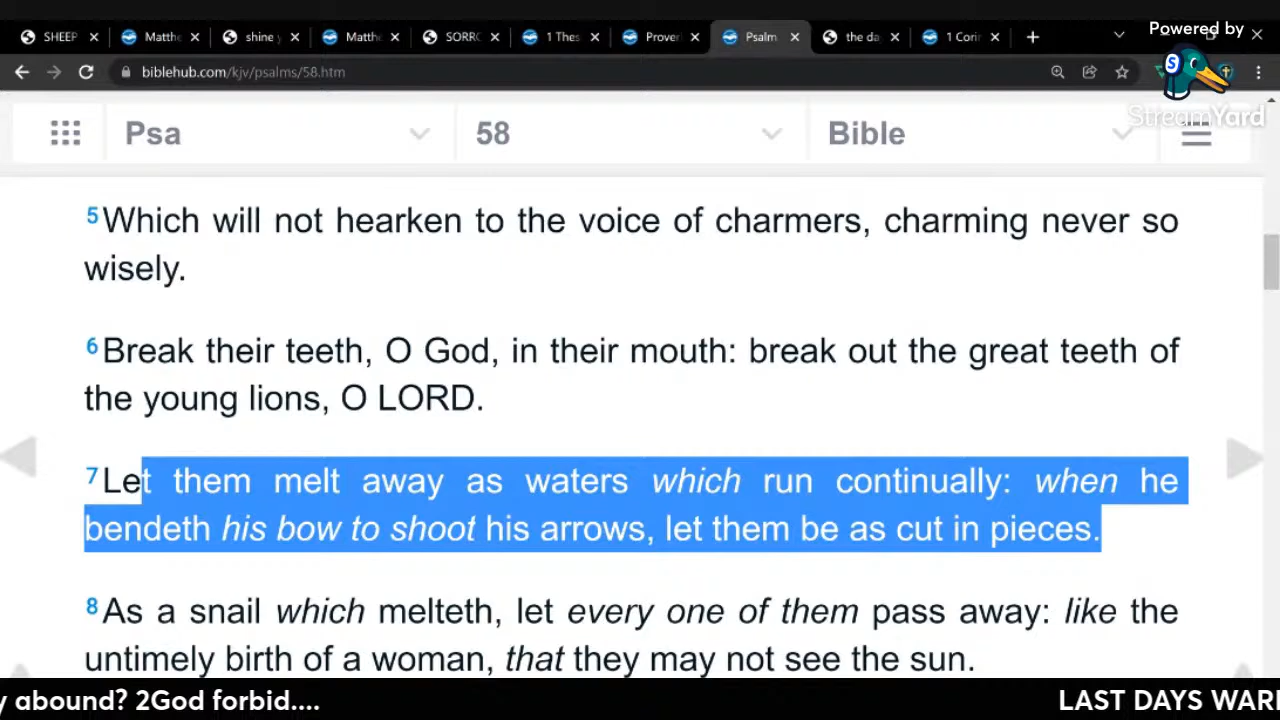 SHEEP Matthe shine y Matthe SORRO 1 Thes Prover Psalm the da 1 Corin
Powered by
biblehub.com/kjv/psalms/58.htm
StreamYard
Psa 58 Bible
5Which will not hearken to the voice of charmers, charming never so
wisely.
6Break their teeth, O God, in their mouth: break out the great teeth of
the young lions, O LORD.
7Let them melt away as waters which run continually: when he
bendeth his bow to shoot his arrows, let them be as cut in pieces.
8As a snail which melteth, let every one of them pass away: like the
untimely birth of a woman, that they may not see the sun.
y abound? 2God forbid.... LAST DAYS WAR